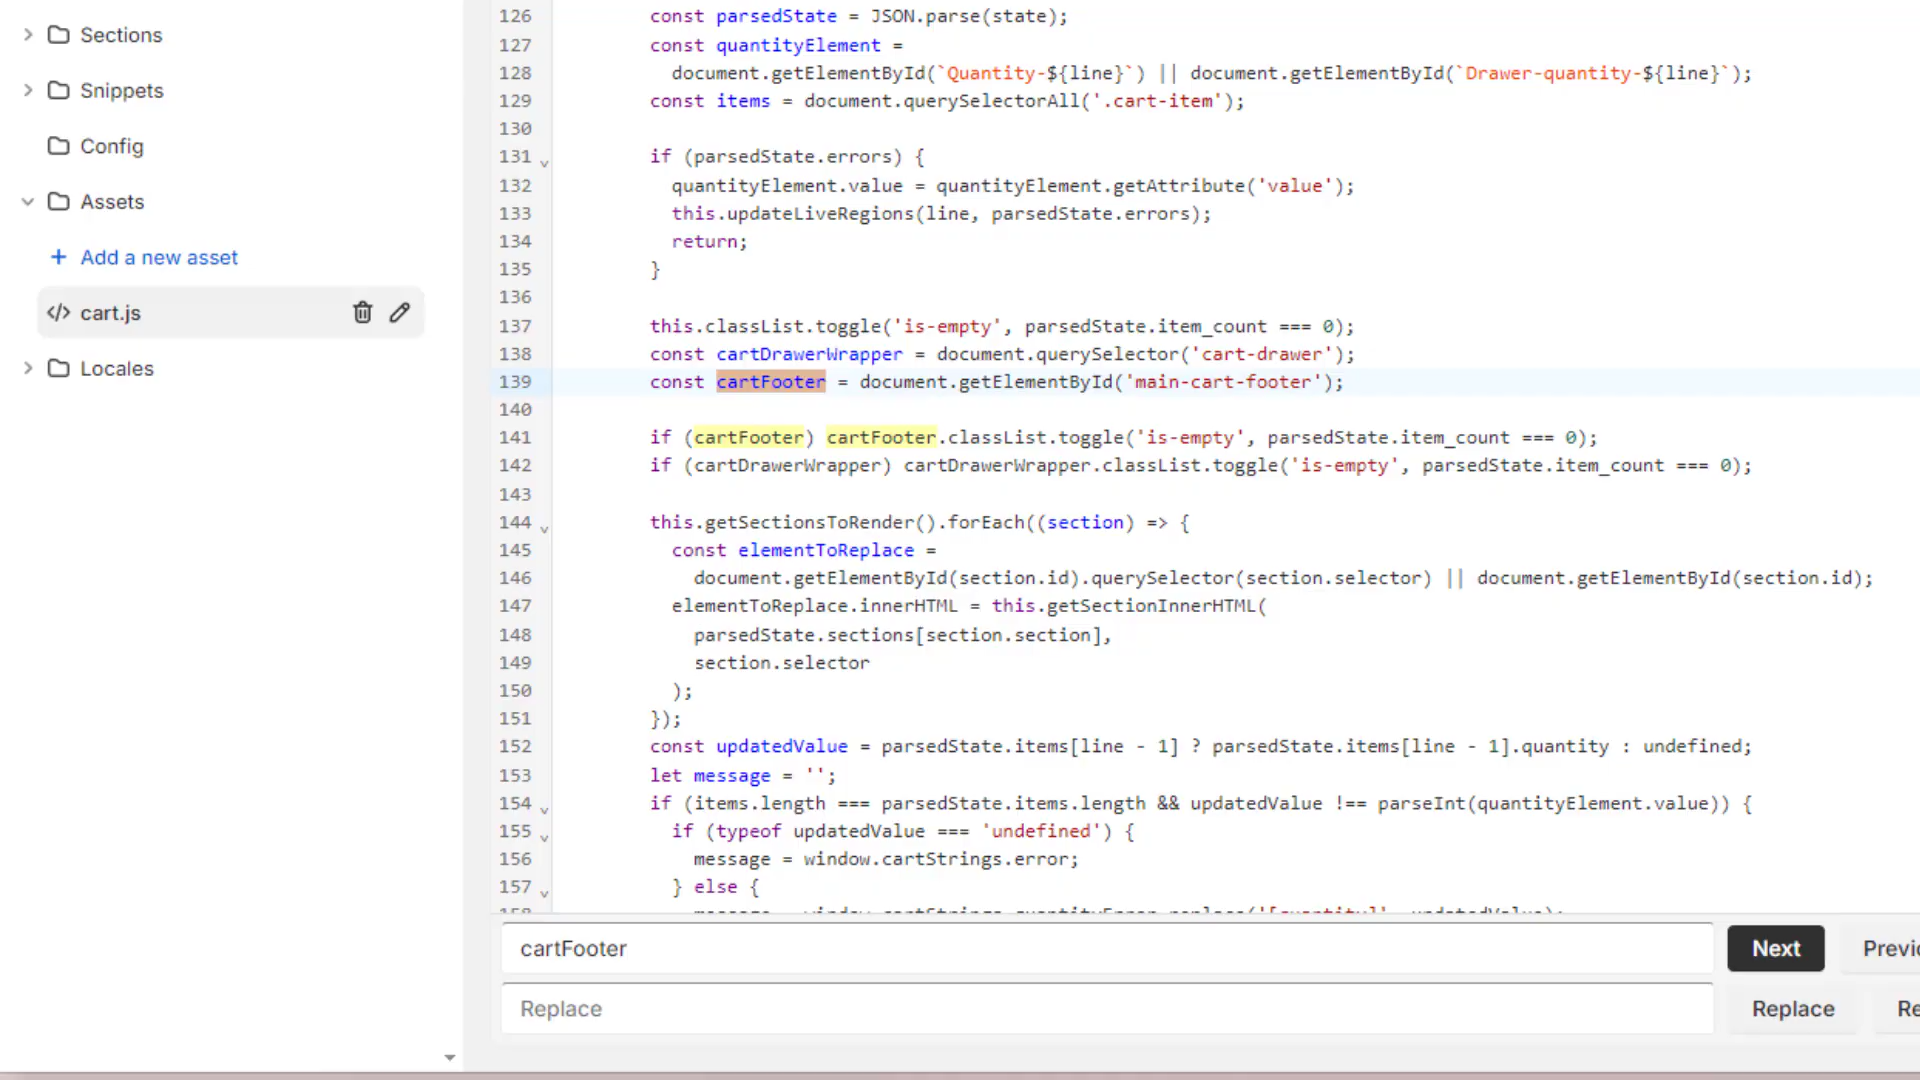 Sections
Snippets
Config
Assets
+ Add a new asset
</> cart.js
Locales
126 const parsedState = JSON.parse(state);
127 const quantityElement =
128 document.getElementById(`Quantity-${line}`) || document.getElementById(`Drawer-quantity-${line}`);
129 const items = document.querySelectorAll('.cart-item');
130
131 if (parsedState.errors) {
132 quantityElement.value = quantityElement.getAttribute('value');
133 this.updateLiveRegions(line, parsedState.errors);
134 return;
135 }
136
137 this.classList.toggle('is-empty', parsedState.item_count === 0);
138 const cartDrawerWrapper = document.querySelector('cart-drawer');
139 const cartFooter = document.getElementById('main-cart-footer');
140
141 if (cartFooter) cartFooter.classList.toggle('is-empty', parsedState.item_count === 0);
142 if (cartDrawerWrapper) cartDrawerWrapper.classList.toggle('is-empty', parsedState.item_count === 0);
143
144 this.getSectionsToRender().forEach((section) => {
145 const elementToReplace =
146 document.getElementById(section.id).querySelector(section.selector) || document.getElementById(section.id);
147 elementToReplace.innerHTML = this.getSectionInnerHTML(
148 parsedState.sections[section.section],
149 section.selector
150 );
151 });
152 const updatedValue = parsedState.items[line - 1] ? parsedState.items[line - 1].quantity : undefined;
153 let message = '';
154 if (items.length === parsedState.items.length && updatedValue !== parseInt(quantityElement.value)) {
155 if (typeof updatedValue === 'undefined') {
156 message = window.cartStrings.error;
157 } else {
cartFooter
Next
Previ
Replace
Replace
Re